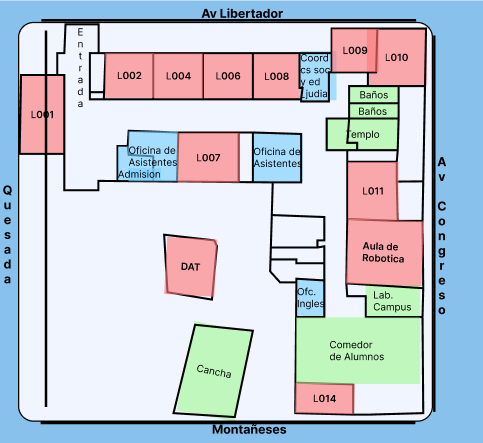 Av Libertador
Entrada
L009
L010
Coord
cs soc
y ed
judia
L002
L004
L006
L008
Baños
Baños
L001
Templo
Oficina de
Asistentes
Admision
L007
Oficina de
Asistentes
L011
Quesada
Av Congreso
Aula de
Robotica
DAT
Ofc.
Ingles
Lab.
Campus
Comedor
de Alumnos
Cancha
L014
Montañeses